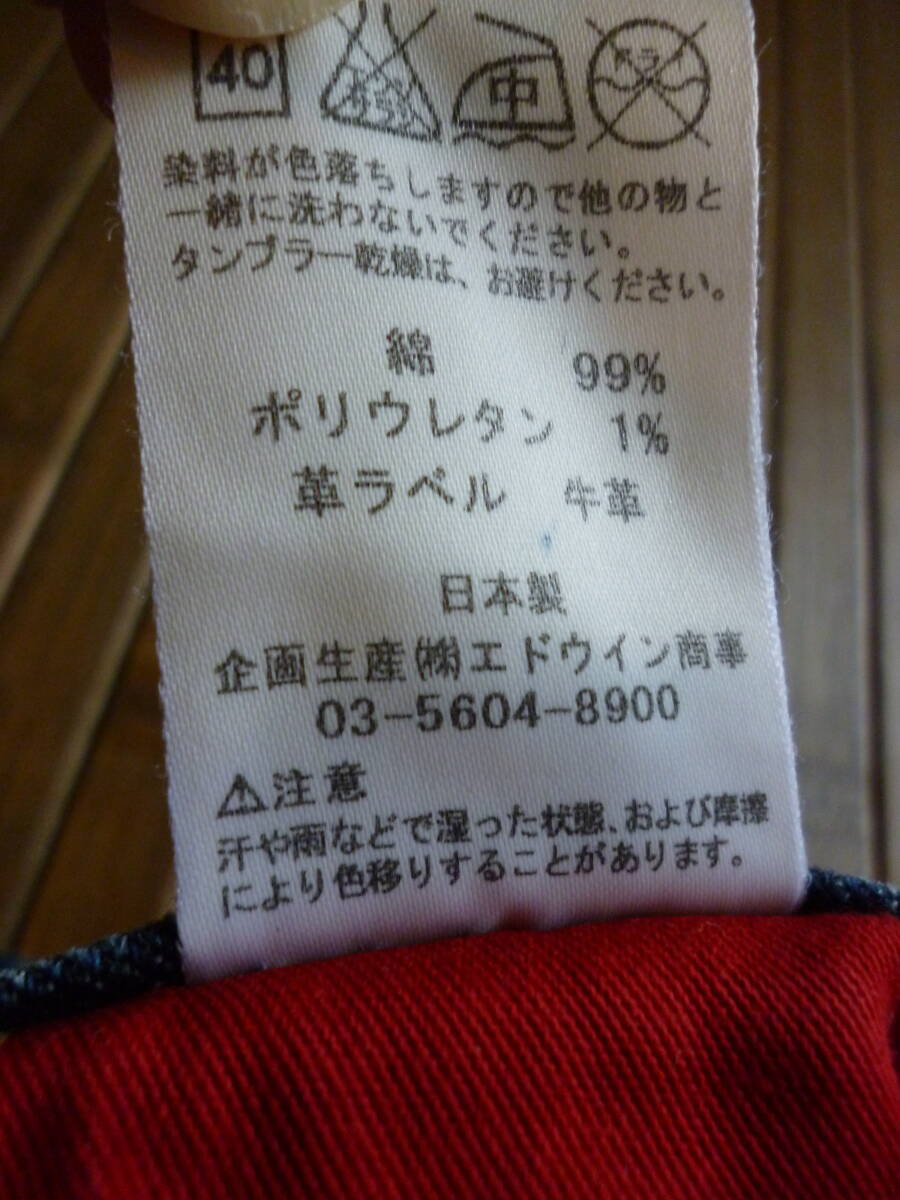 40 中 ドライ
染料が色落ちしますので他の物と
一緒に洗わないでください。
タンブラー乾燥は、お避けください。
綿 99%
ポリウレタン 1%
革ラベル 牛革
日本製
企画生産㈱エドウイン商事
03-5604-8900
⚠注意
汗や雨などで湿った状態、および摩擦
により色移りすることがあります。